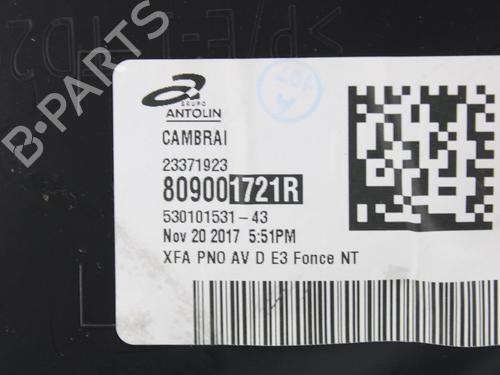 >P/E-
GRUPO
ANTOLIN
A
107
CAMBRAI
23371923
809001721R
530101531-43
Nov 20 2017 5:51PM
XFA PNO AV D E3 Fonce NT
B-PARTS